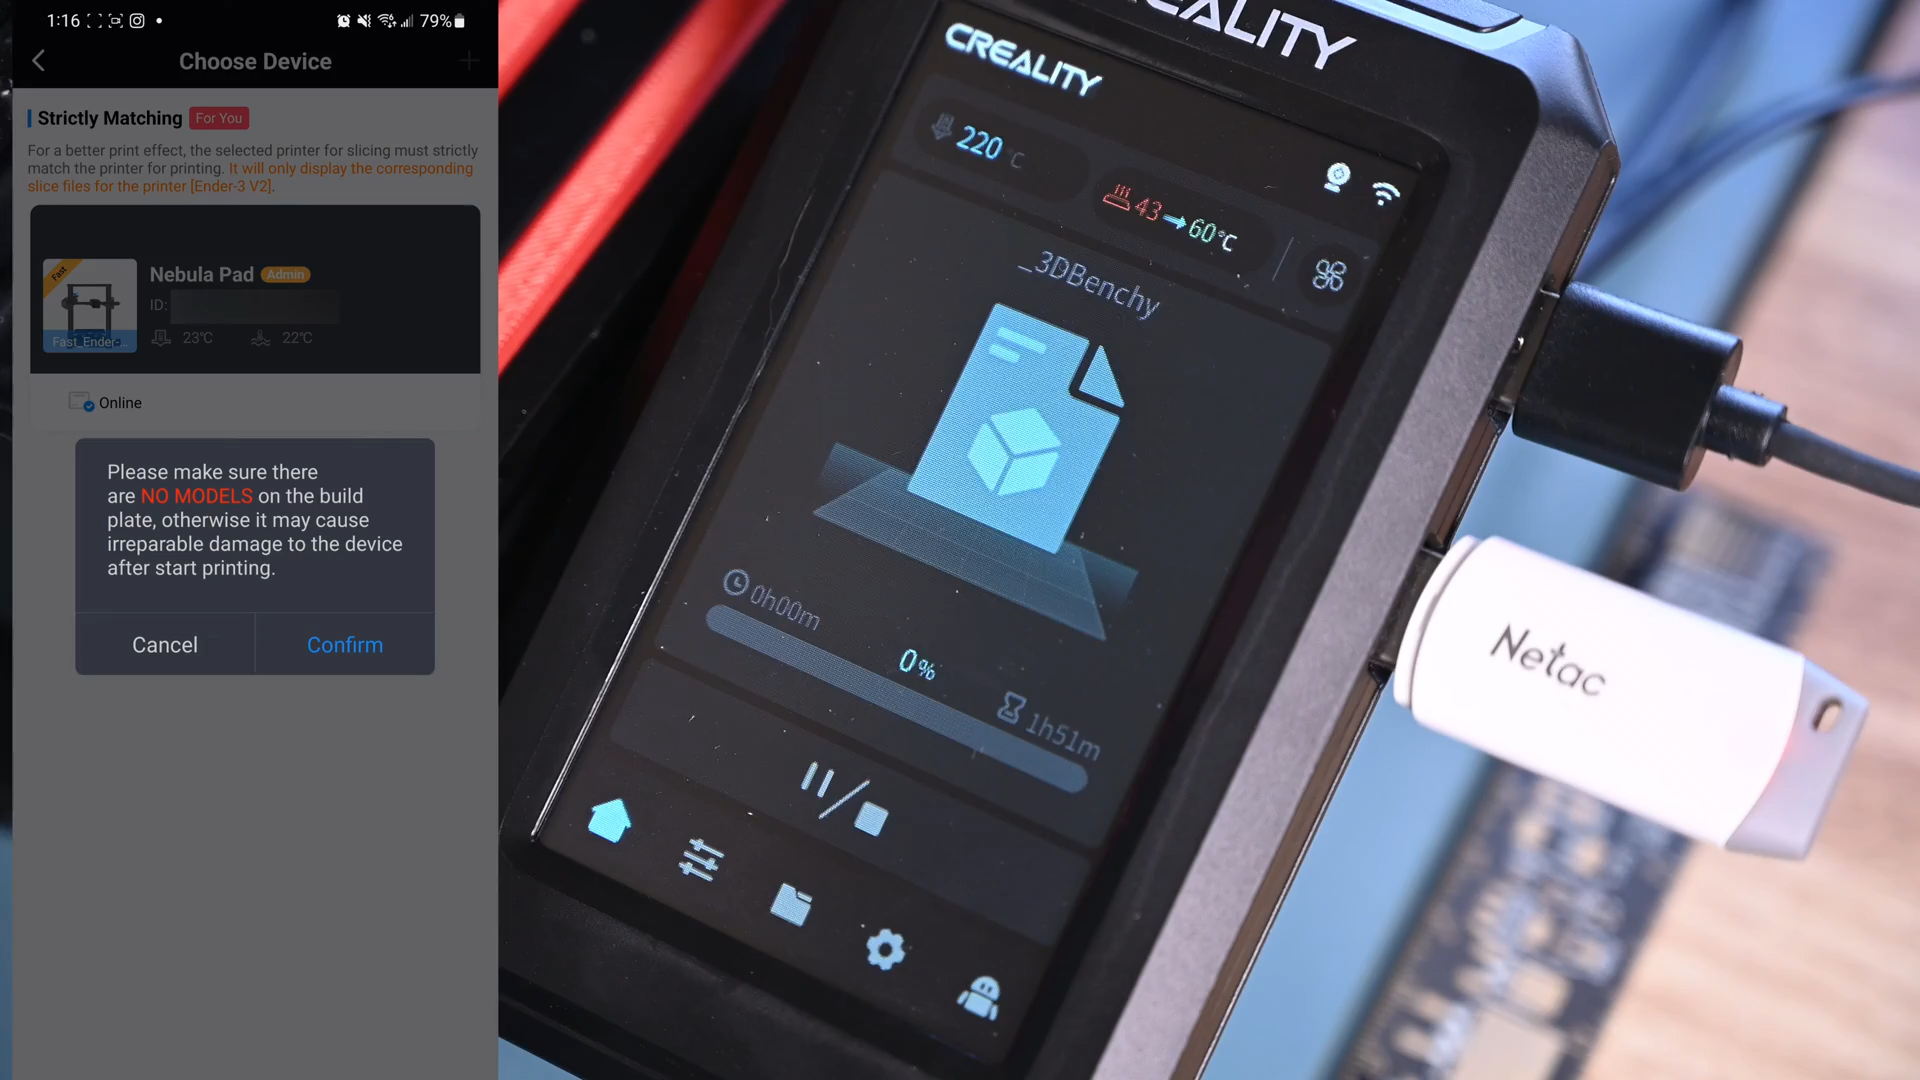 1:16
79%
Choose Device
Strictly Matching For You
For a better print effect, the selected printer for slicing must strictly
match the printer for printing. It will only display the corresponding
slice files for the printer [Ender-3 V2].
Fast
Nebula Pad Admin
ID:
Fast_Ender-...
23℃ 22℃
Online
Please make sure there
are NO MODELS on the build
plate, otherwise it may cause
irreparable damage to the device
after start printing.
Cancel Confirm
CREALITY
CREALITY
220 ℃
43→60℃
_3DBenchy
0h00m
0%
1h51m
Netac